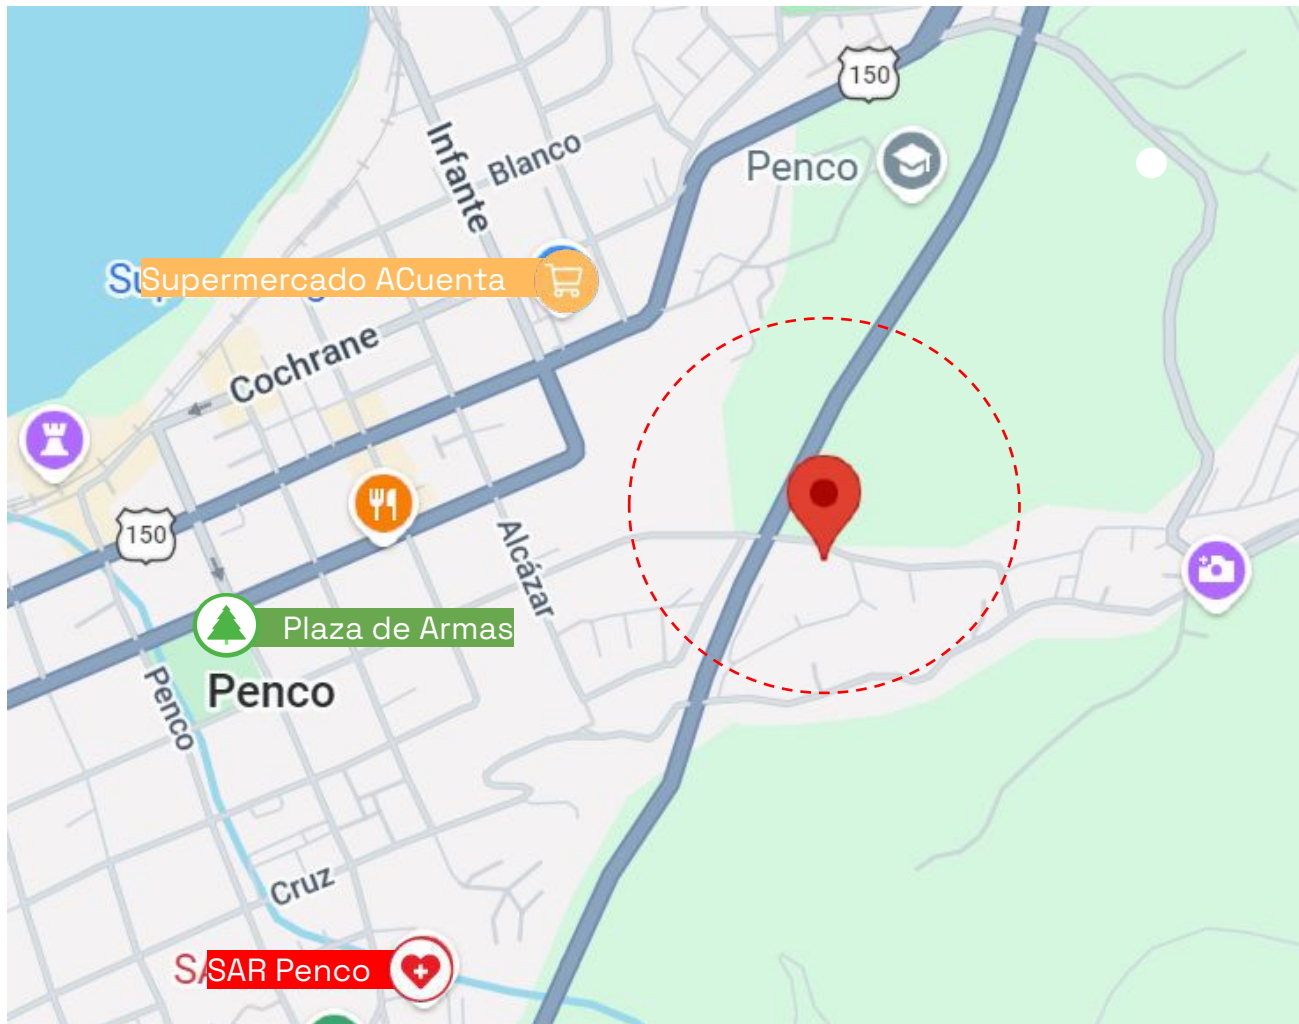 150
Infante
Blanco
Penco
Supermercado ACuenta
Cochrane
150
Alcázar
Plaza de Armas
Penco
Penco
Cruz
SAR Penco